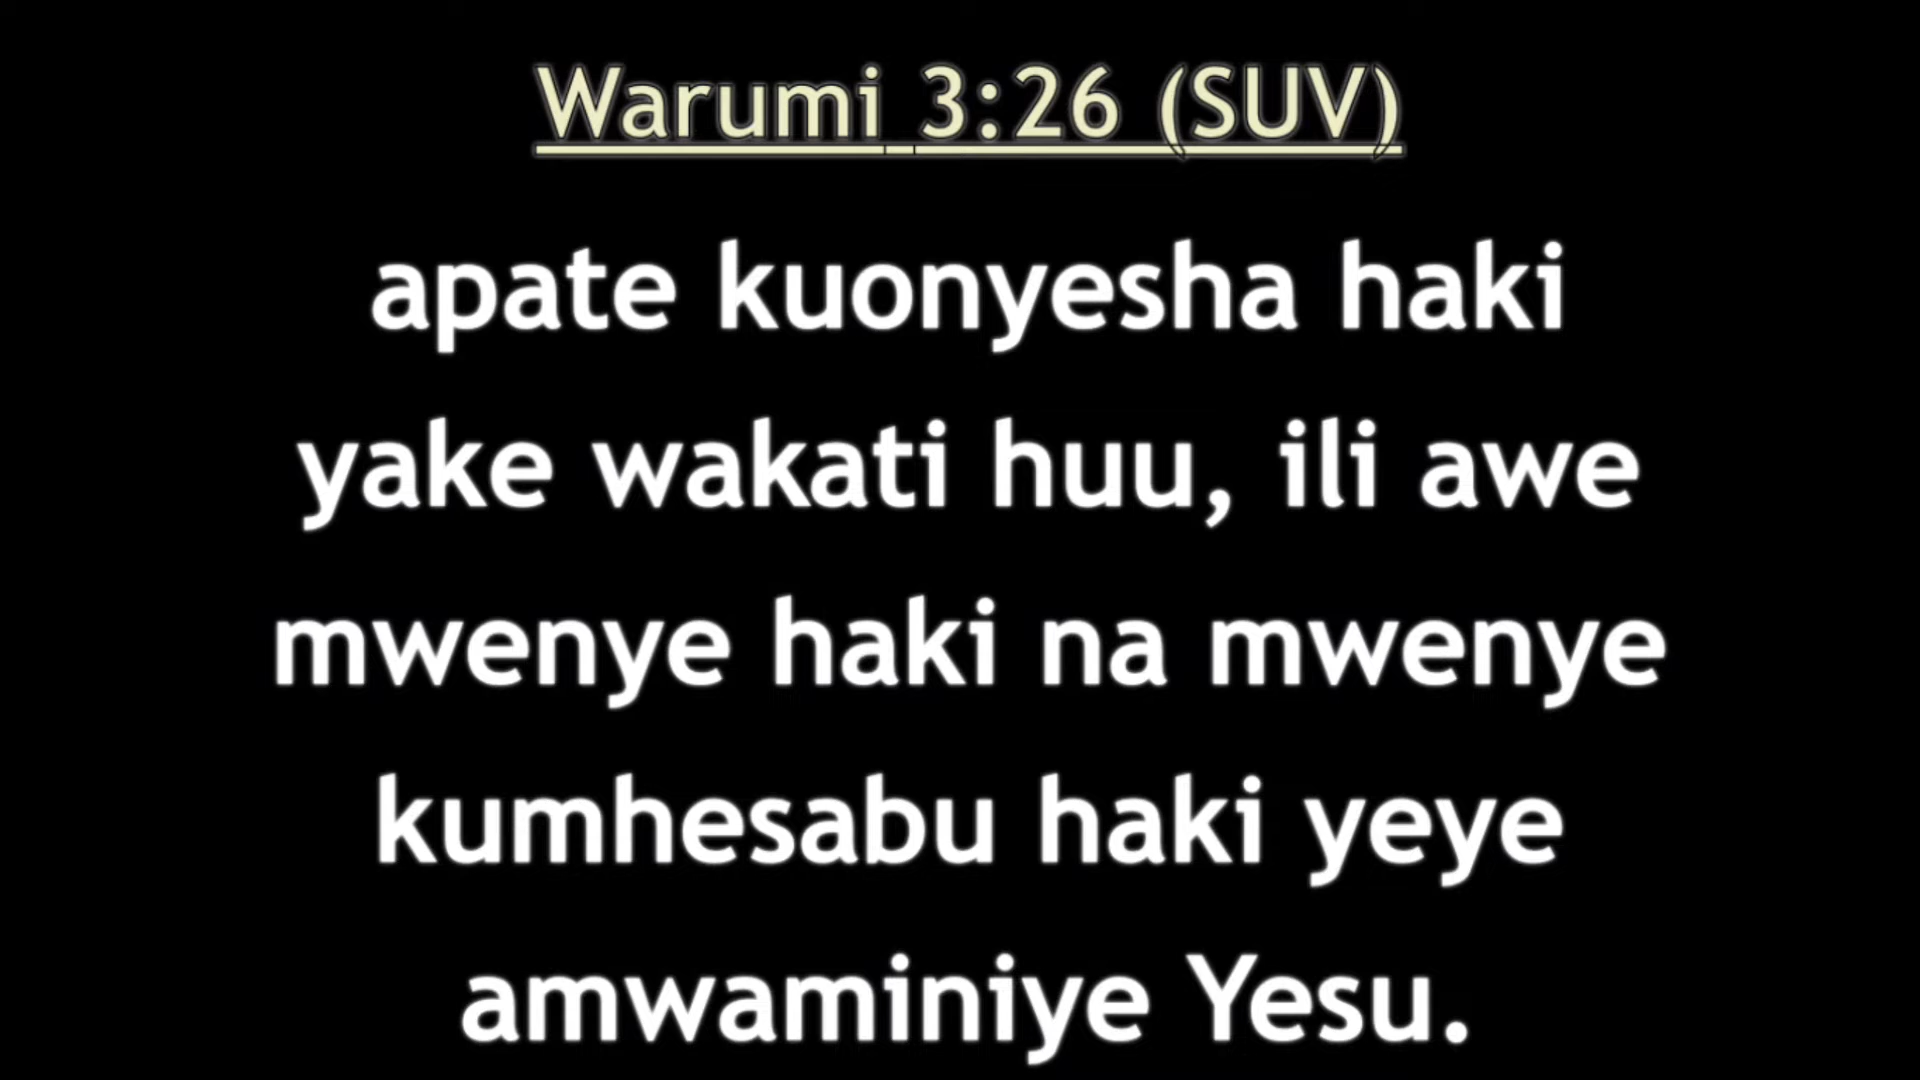 Warumi 3:26 (SUV)
apate kuonyesha haki
yake wakati huu, ili awe
mwenye haki na mwenye
kumhesabu haki yeye
amwaminiye Yesu.